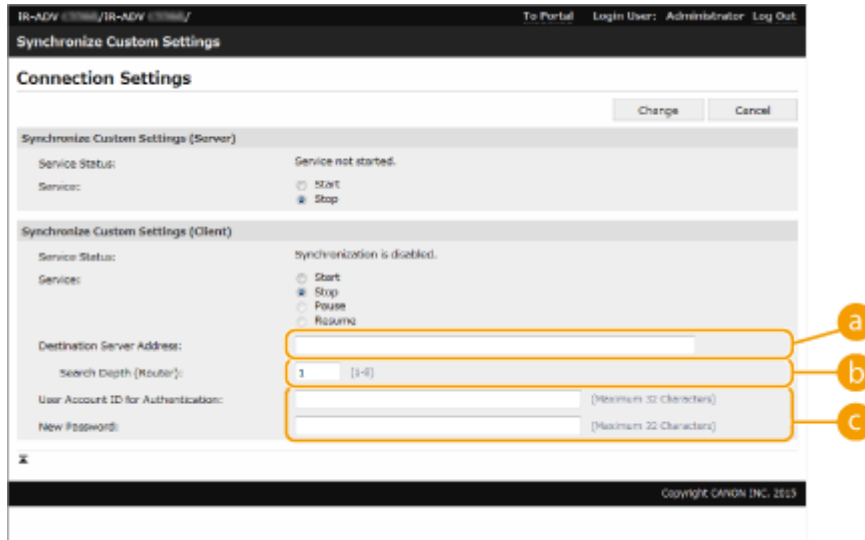 IR-ADV /IR-ADV / To Portal Login User: Administrator Log Out
Synchronize Custom Settings
Connection Settings
Change Cancel
Synchronize Custom Settings (Server)
Service Status: Service not started.
Service: Start
Stop
Synchronize Custom Settings (Client)
Service Status: Synchronization is disabled.
Service: Start
Stop
Pause
Resume
Destination Server Address:
a
Search Depth (Router): 1 [1-8]
b
User Account ID for Authentication: [Maximum 32 Characters]
New Password: [Maximum 32 Characters]
c
Copyright CANON INC. 2015